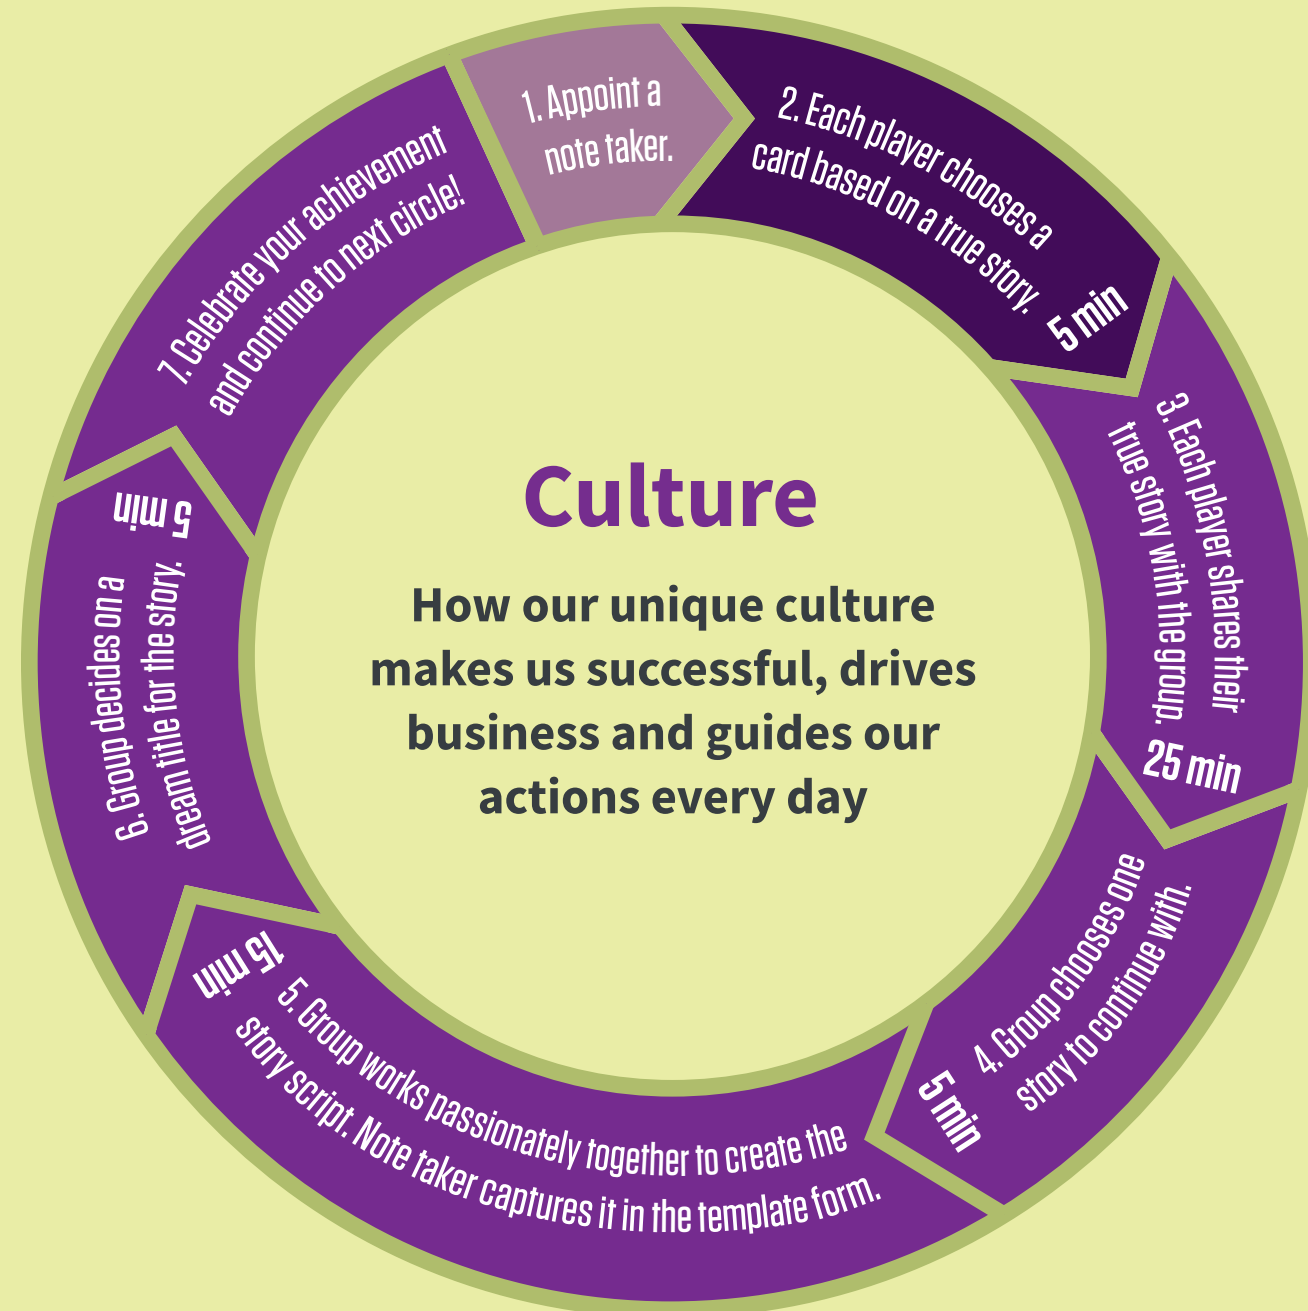 Culture
How our unique culture
makes us successful, drives
business and guides our
actions every day
1. Appoint a
note taker.
2. Each player chooses a
card based on a true story.
5 min
3. Each player shares their
true story with the group.
25 min
4. Group chooses one
story to continue with.
5 min
5. Group works passionately together to create the
story script. Note taker captures it in the template form.
15 min
6. Group decides on a
dream title for the story.
5 min
7. Celebrate your achievement
and continue to next circle!